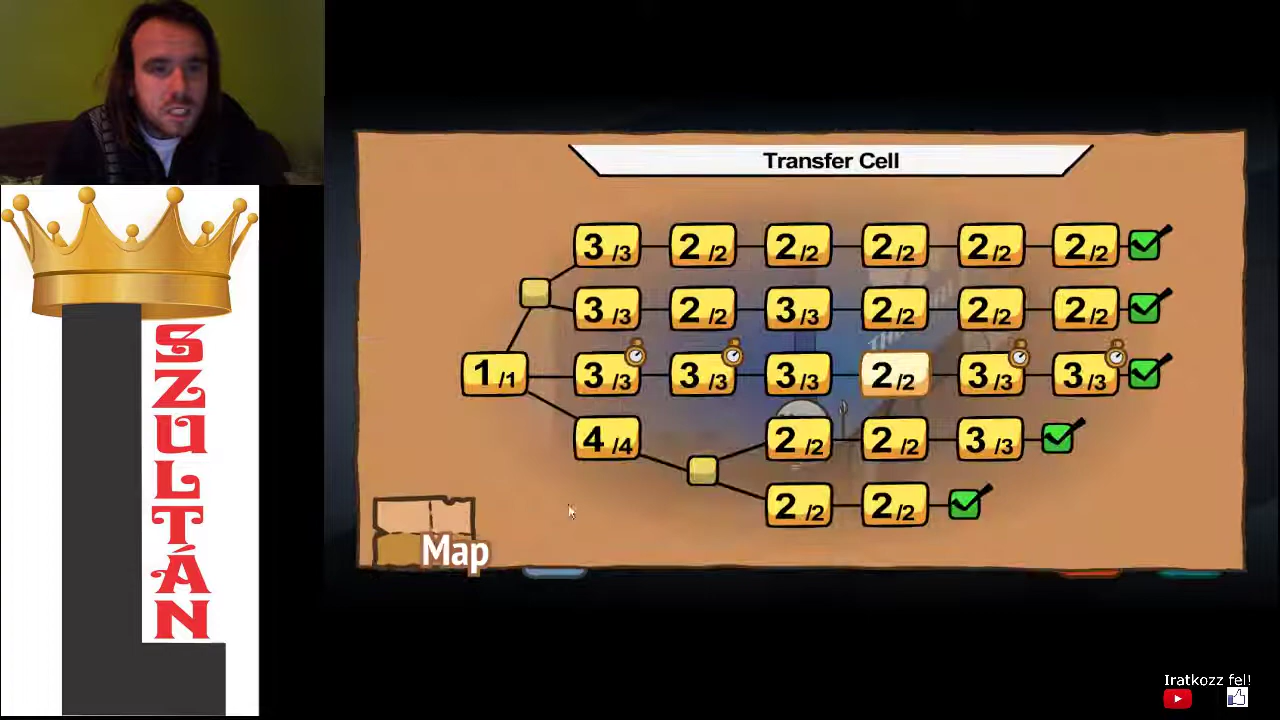 Transfer Cell
3/3 2/2 2/2 2/2 2/2 2/2
3/3 2/2 3/3 2/2 2/2 2/2
1/1 3/3 3/3 3/3 2/2 3/3 3/3
4/4 2/2 2/2 3/3
2/2 2/2
Map
L
SZULTÁN
Iratkozz fel!